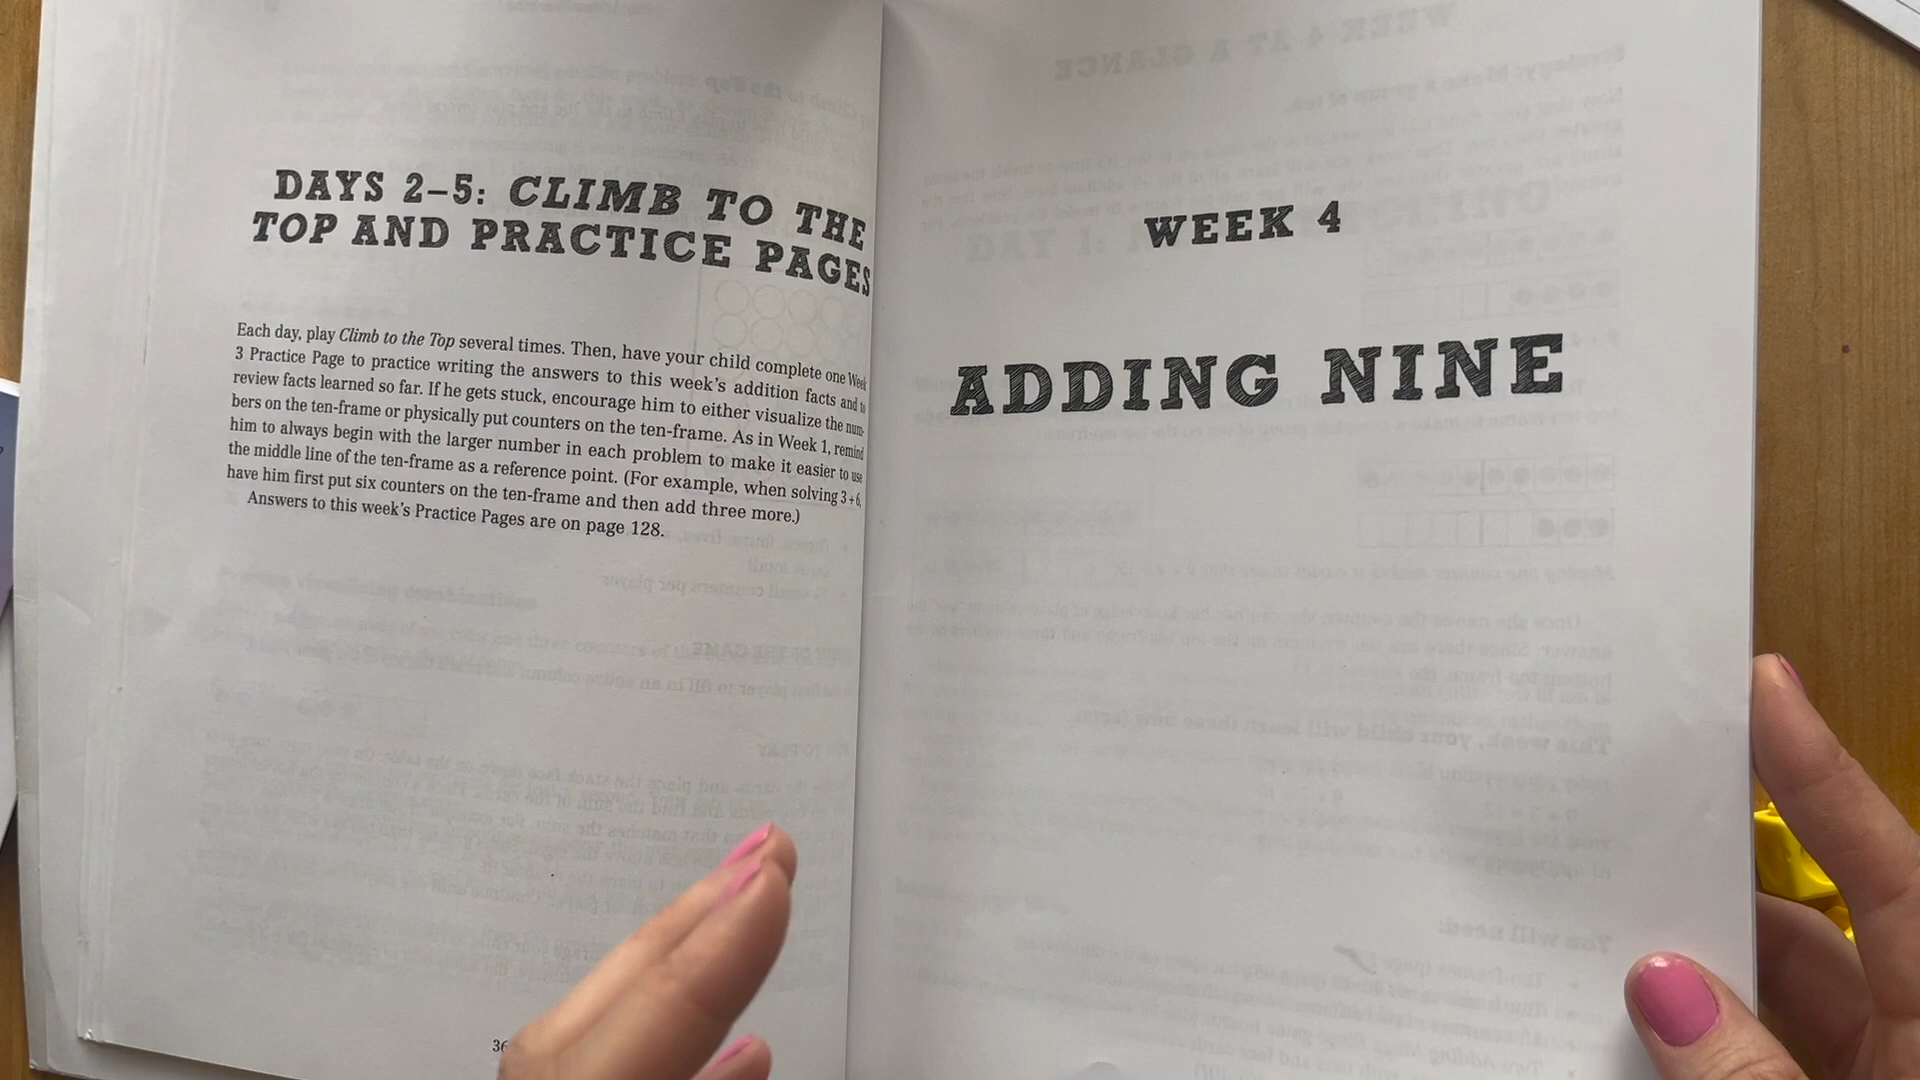 DAYS 2–5: CLIMB TO THE
TOP AND PRACTICE PAGES
Each day, play Climb to the Top several times. Then, have your child complete one Week
3 Practice Page to practice writing the answers to this week's addition facts and to
review facts learned so far. If he gets stuck, encourage him to either visualize the num-
bers on the ten-frame or physically put counters on the ten-frame. As in Week 1, remind
him to always begin with the larger number in each problem to make it easier to use
the middle line of the ten-frame as a reference point. (For example, when solving 3+6,
have him first put six counters on the ten-frame and then add three more.)
Answers to this week's Practice Pages are on page 128.
36
WEEK 4
ADDING NINE